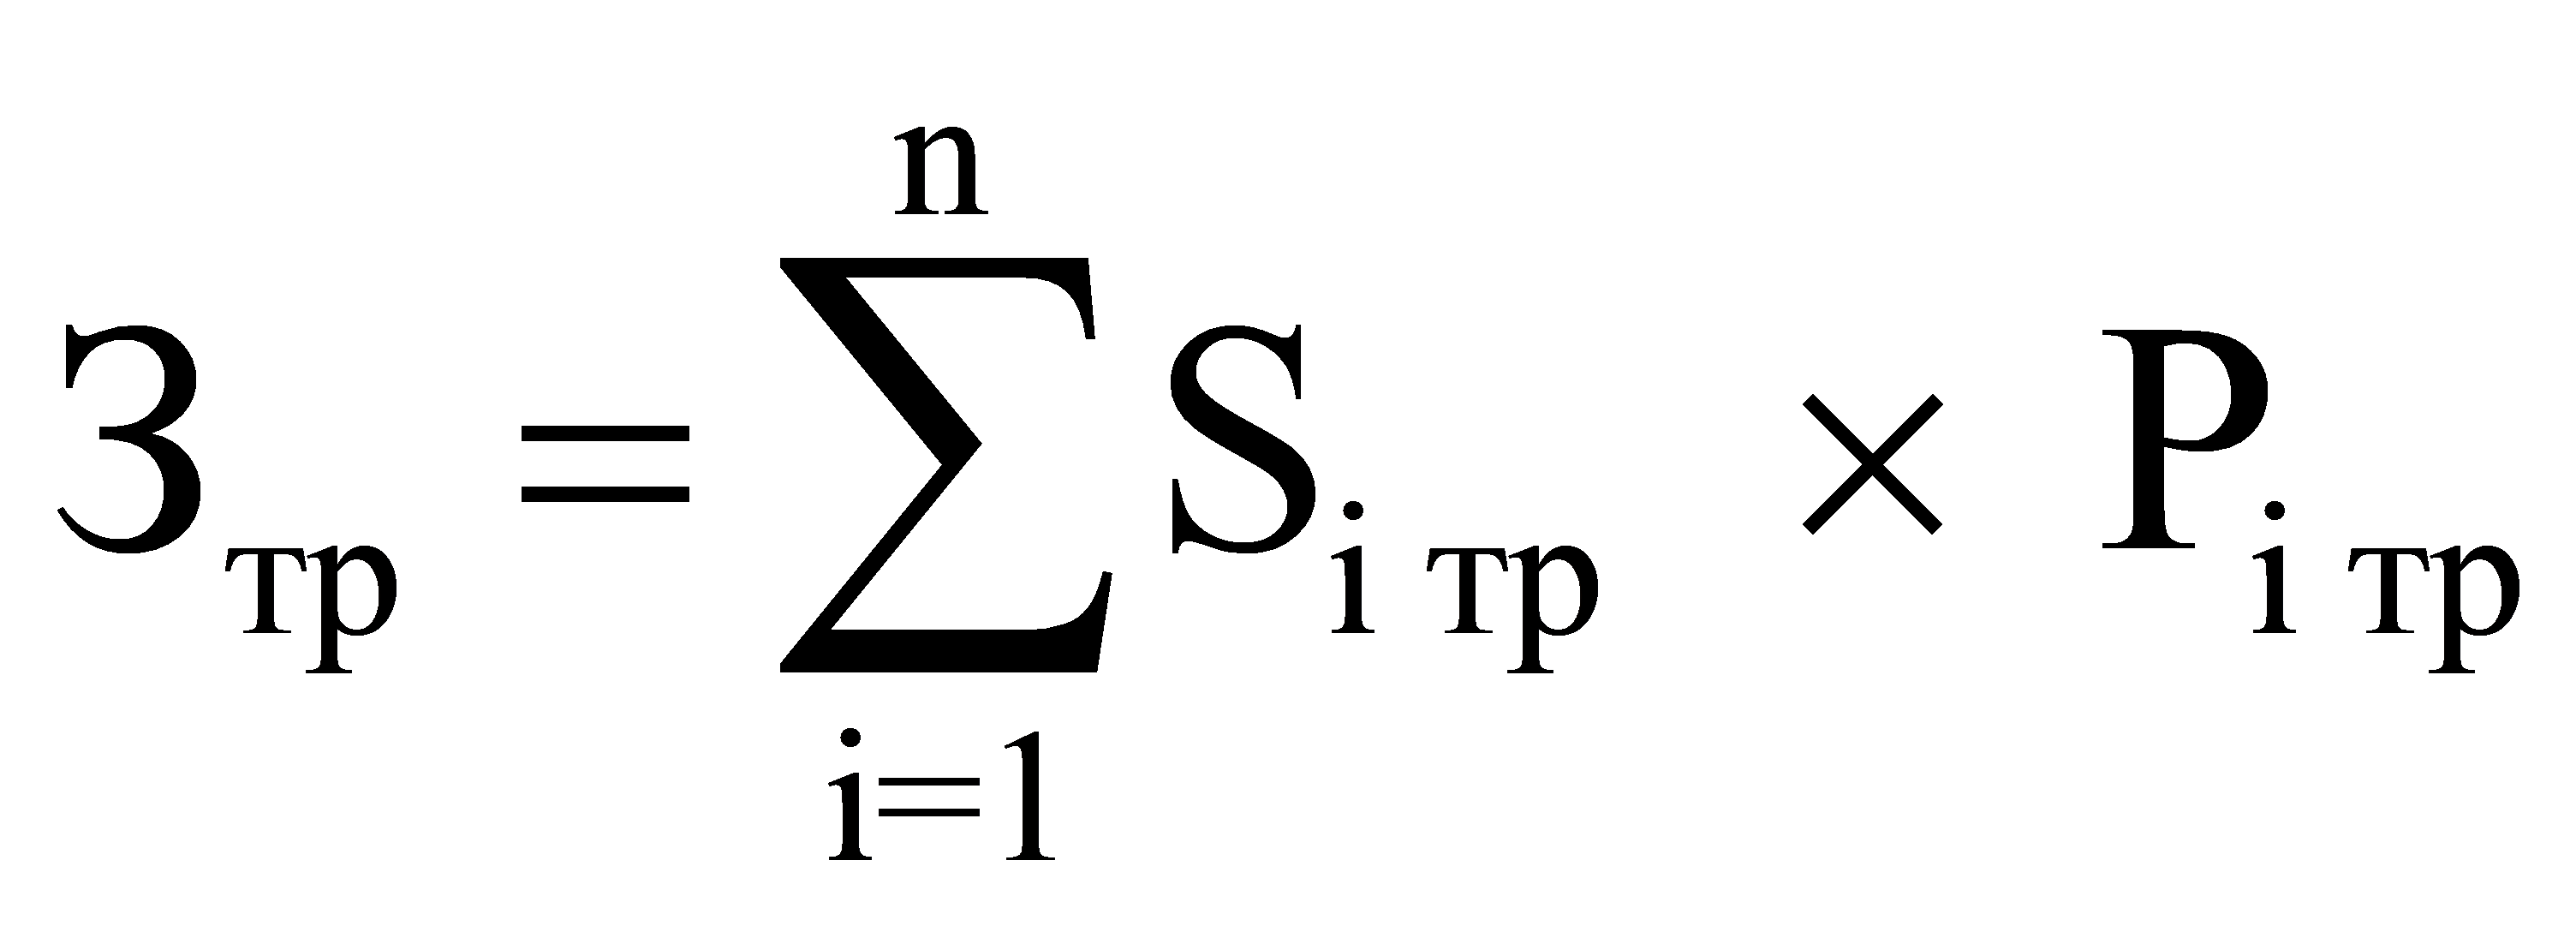 n
З тр = ∑ S i тр × P i тр
i=1